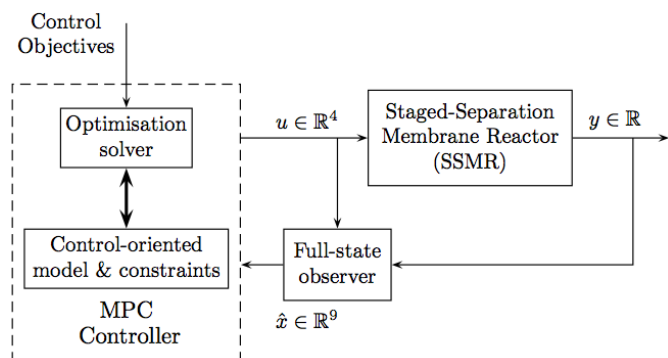 Control
Objectives
Optimisation
solver
u ∈ ℝ⁴
Staged-Separation
Membrane Reactor
(SSMR)
y ∈ ℝ
Control-oriented
model & constraints
Full-state
observer
MPC
Controller
x̂ ∈ ℝ⁹